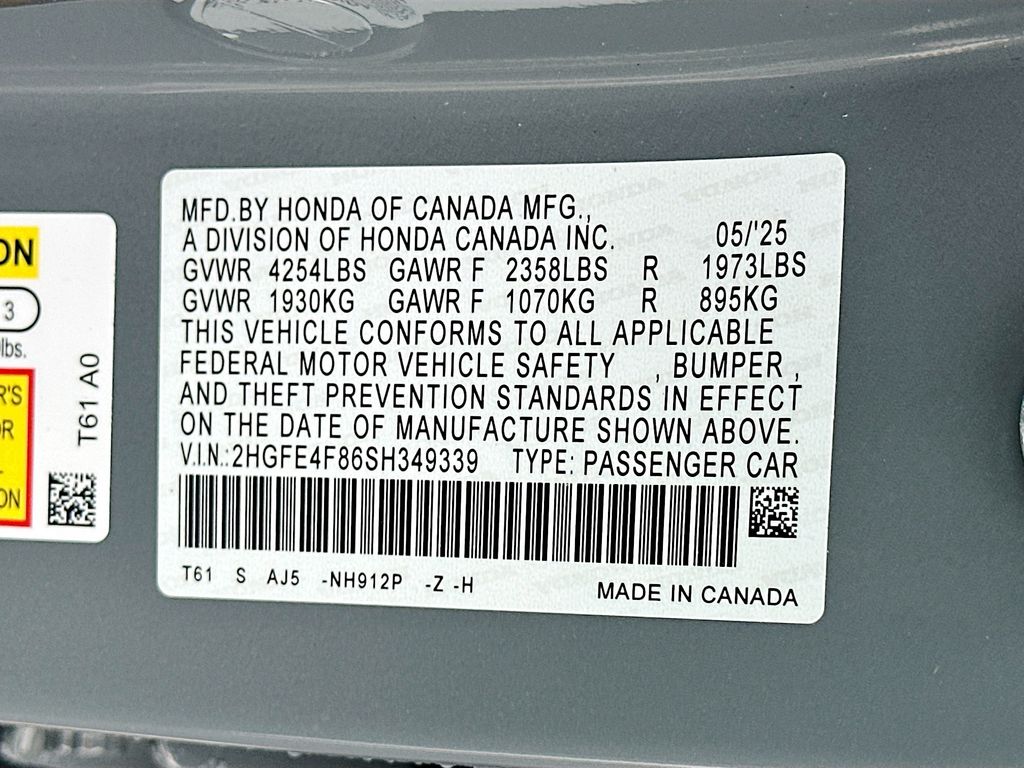 ON
3
lbs.
R'S
OR
ON
T61 A0
MFD.BY HONDA OF CANADA MFG.,
A DIVISION OF HONDA CANADA INC. 05/'25
GVWR 4254LBS GAWR F 2358LBS R 1973LBS
GVWR 1930KG GAWR F 1070KG R 895KG
THIS VEHICLE CONFORMS TO ALL APPLICABLE
FEDERAL MOTOR VEHICLE SAFETY , BUMPER ,
AND THEFT PREVENTION STANDARDS IN EFFECT
ON THE DATE OF MANUFACTURE SHOWN ABOVE.
V.I.N.:2HGFE4F86SH349339 TYPE: PASSENGER CAR
T61 S AJ5 -NH912P -Z -H
MADE IN CANADA